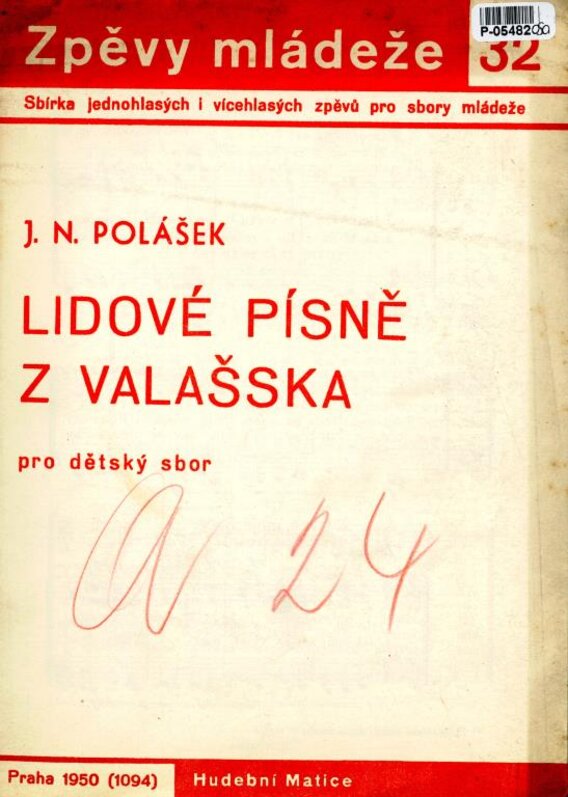 P-05482
Zpěvy mládeže 32
Sbírka jednohlasých i vícehlasých zpěvů pro sbory mládeže
J. N. POLÁŠEK
LIDOVÉ PÍSNĚ
Z VALAŠSKA
pro dětský sbor
A 24
Praha 1950 (1094) Hudební Matice